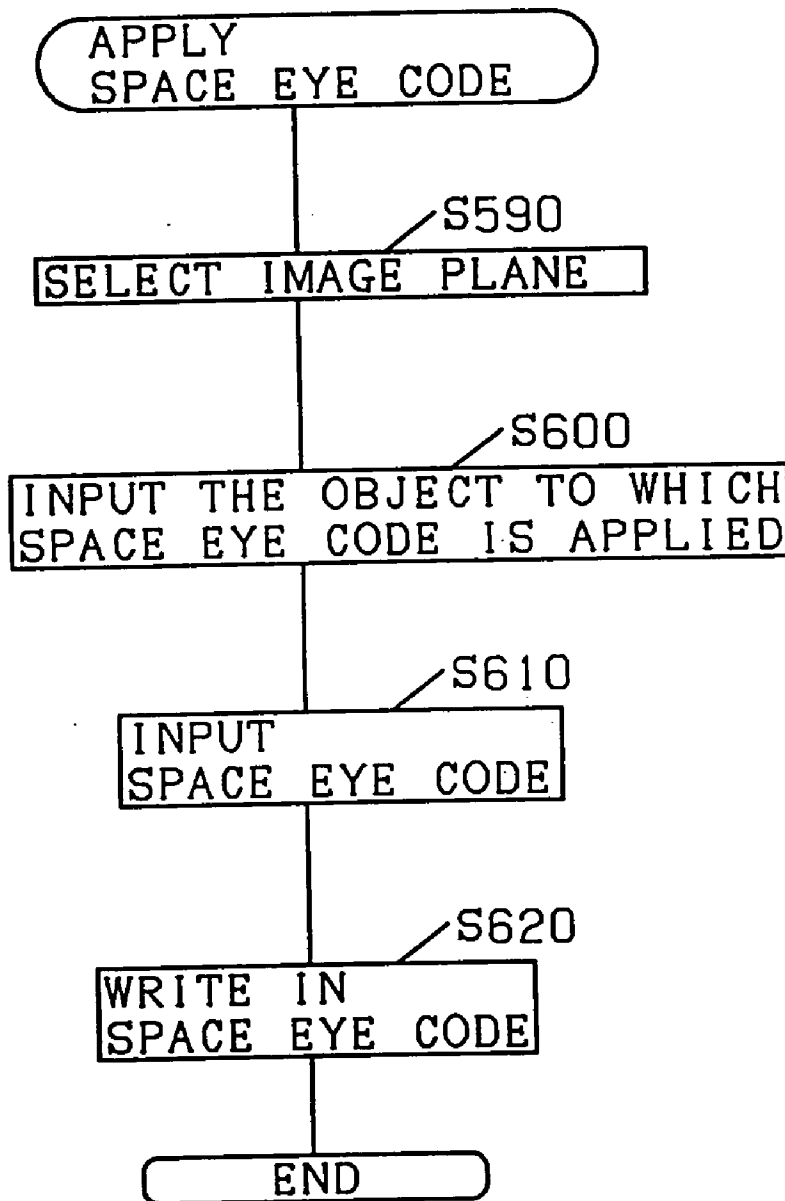 APPLY
SPACE EYE CODE
S590
SELECT IMAGE PLANE
S600
INPUT THE OBJECT TO WHICH
SPACE EYE CODE IS APPLIED
S610
INPUT
SPACE EYE CODE
S620
WRITE IN
SPACE EYE CODE
END